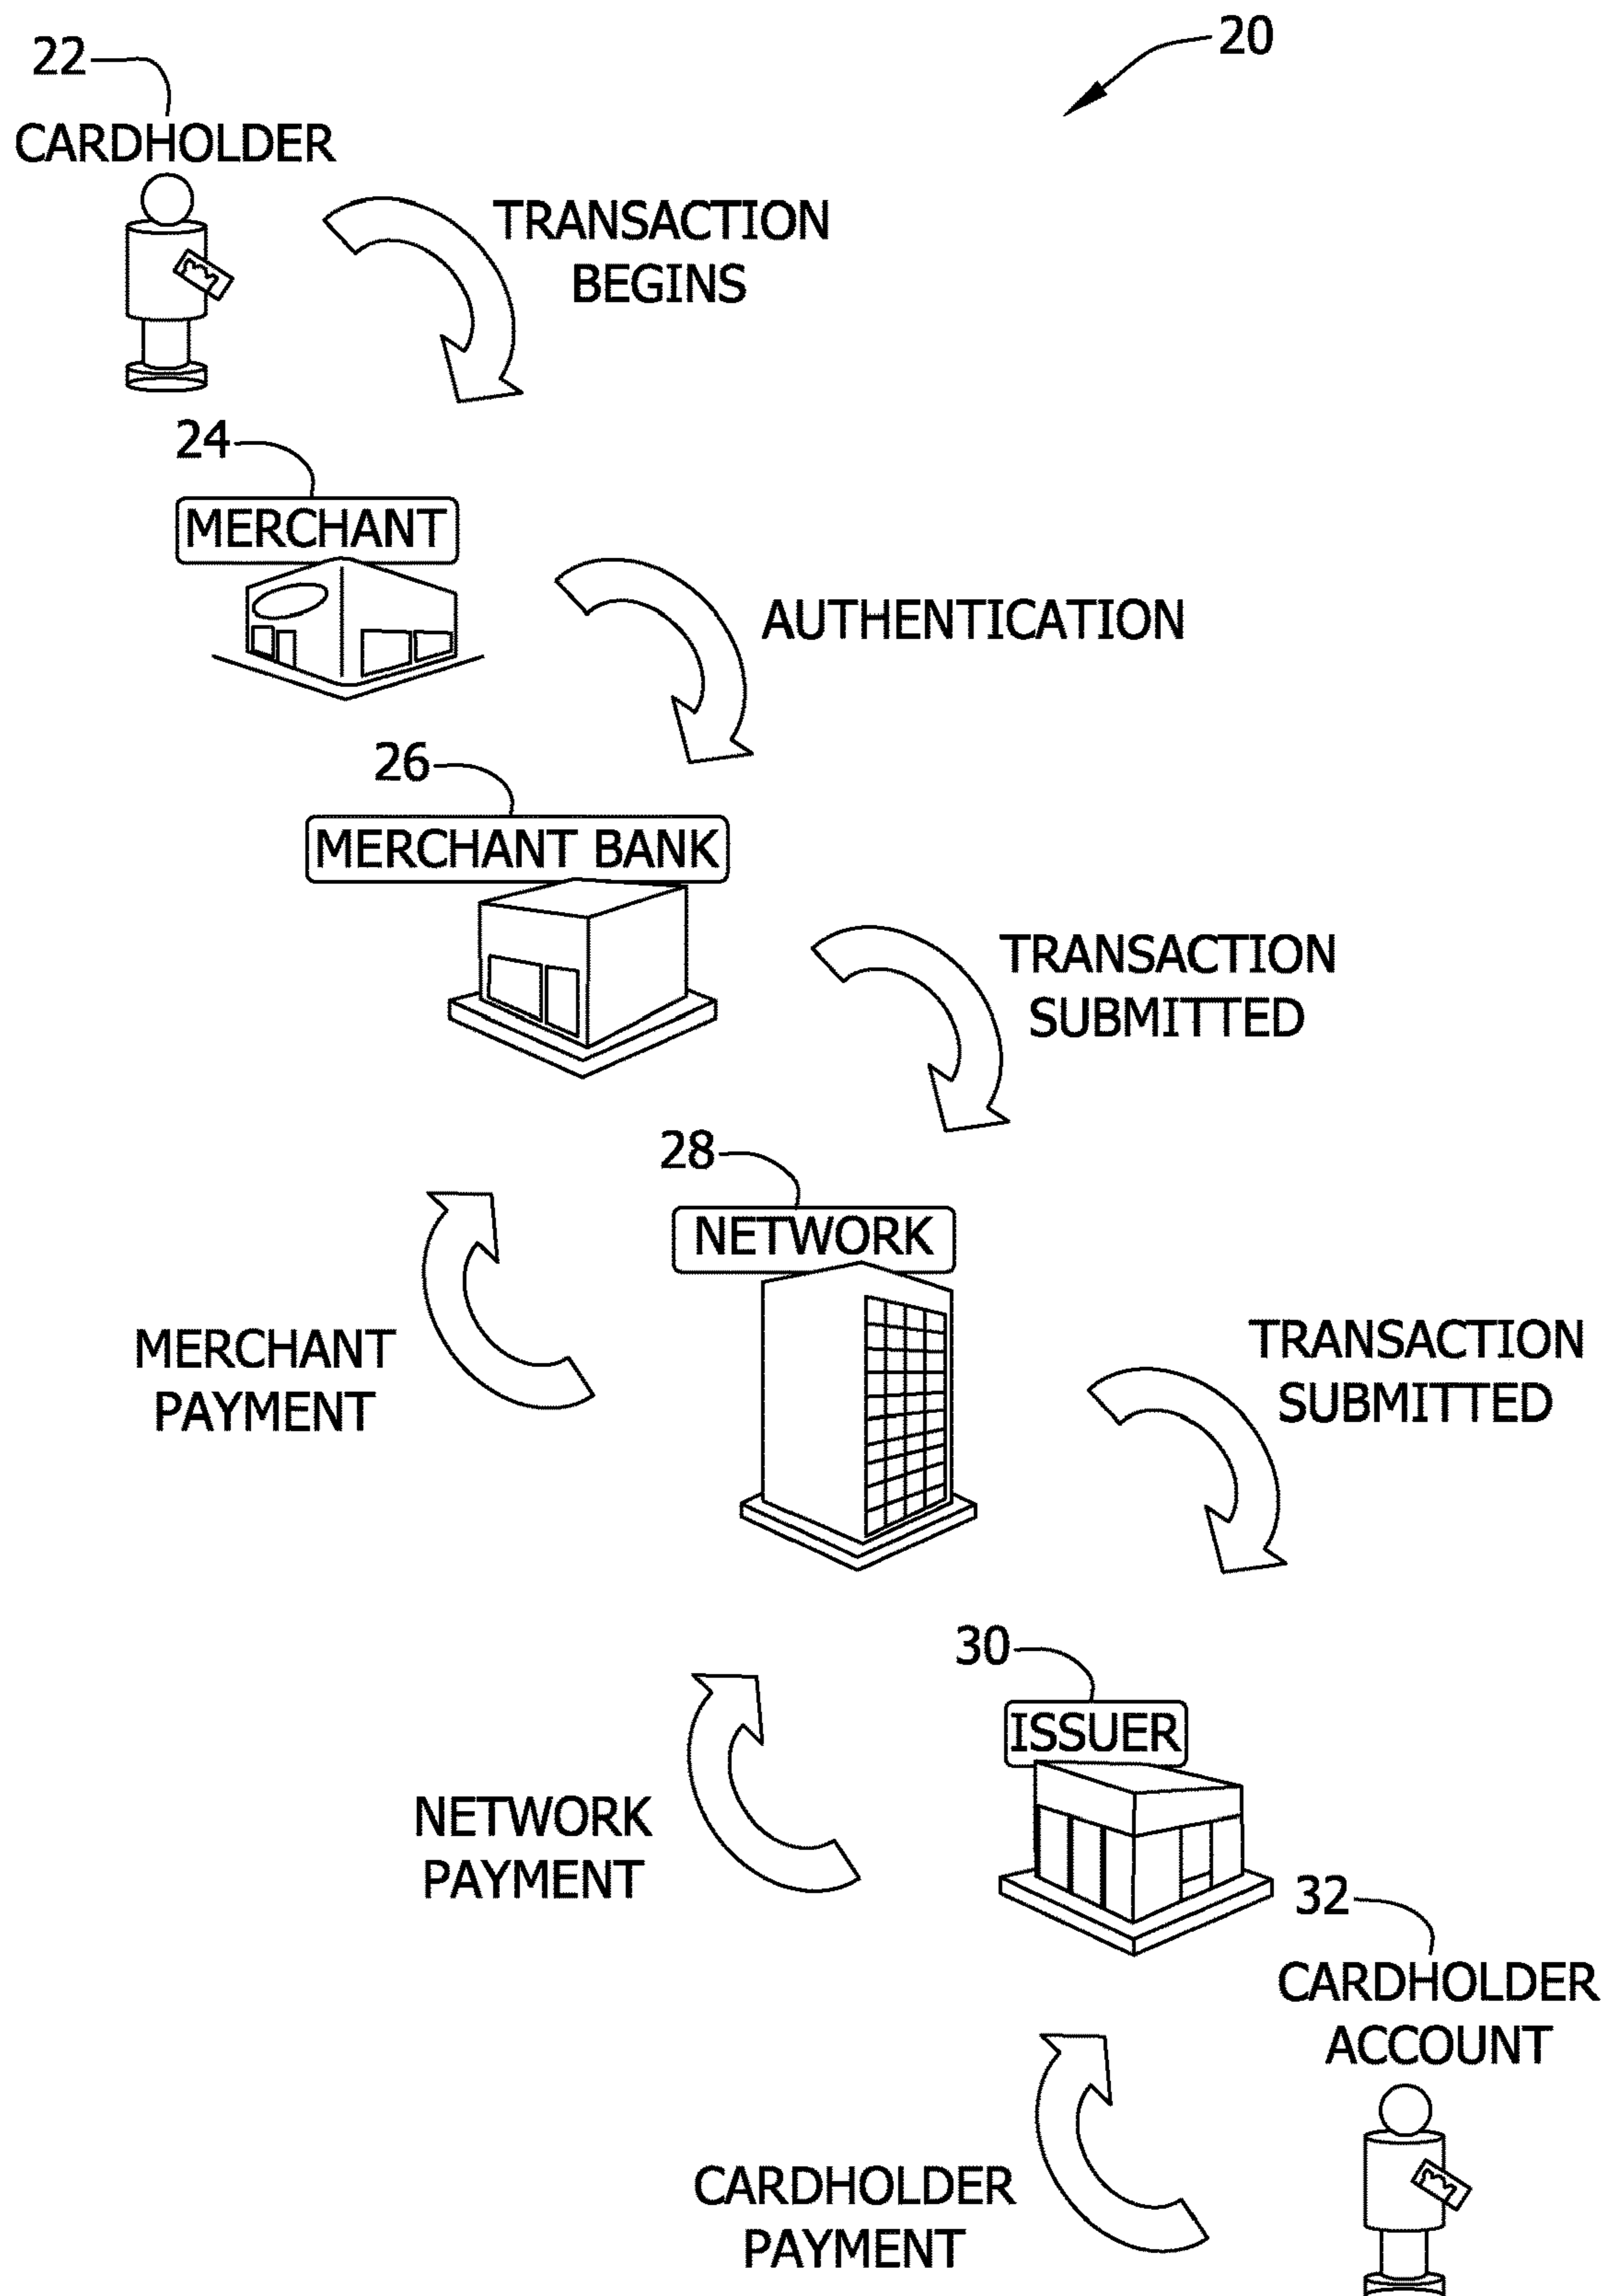 20
22
CARDHOLDER
TRANSACTION
BEGINS
24
MERCHANT
AUTHENTICATION
26
MERCHANT BANK
TRANSACTION
SUBMITTED
28
NETWORK
MERCHANT
PAYMENT
TRANSACTION
SUBMITTED
30
ISSUER
NETWORK
PAYMENT
32
CARDHOLDER
ACCOUNT
CARDHOLDER
PAYMENT